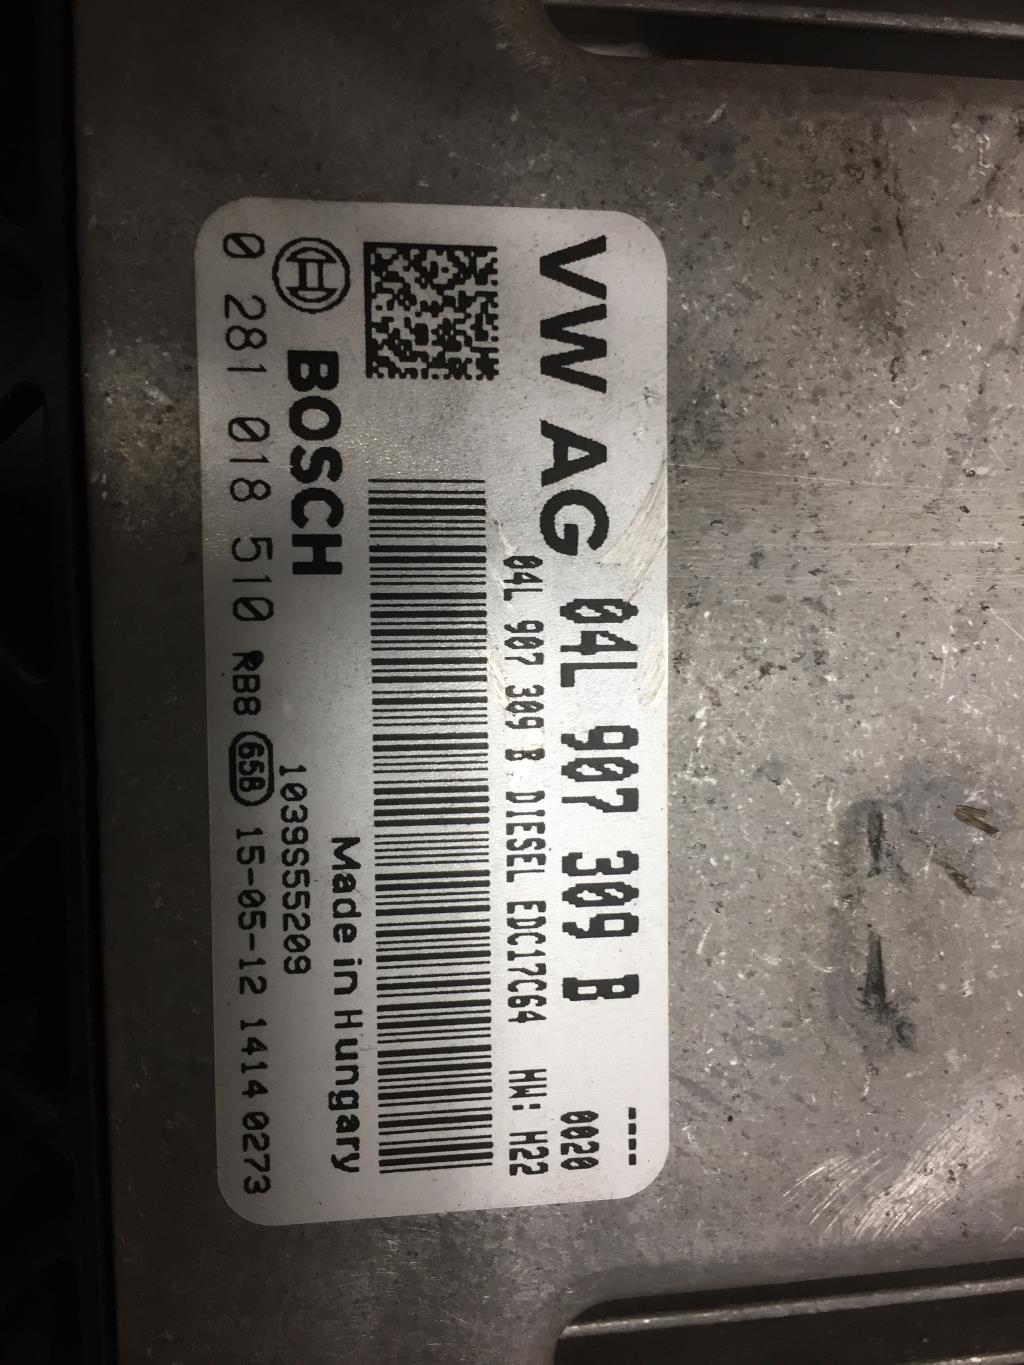 VW AG 04L 907 309 B
----
0020
04L 907 309 B DIESEL EDC17C64 HW: H22
Made in Hungary
BOSCH
1039S55209
0 281 018 510 RB8 65B 15-05-12 1414 0273